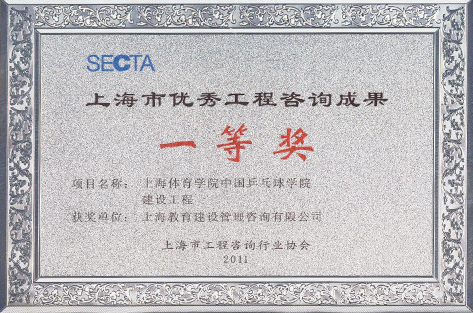 SECTA
上海市优秀工程咨询成果
一等奖
项目名称：上海体育学院中国乒乓球学院
建设工程
获奖单位：上海教育建设管理咨询有限公司
上海市工程咨询行业协会
2011